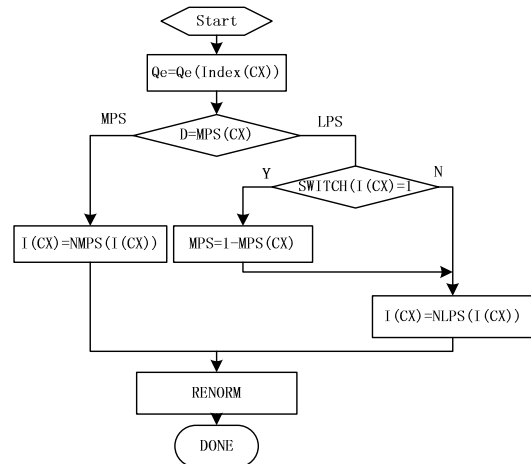 Start
Qe=Qe(Index(CX))
MPS
LPS
D=MPS(CX)
Y
N
SWITCH(I(CX)=1
I(CX)=NMPS(I(CX))
MPS=1-MPS(CX)
I(CX)=NLPS(I(CX))
RENORM
DONE